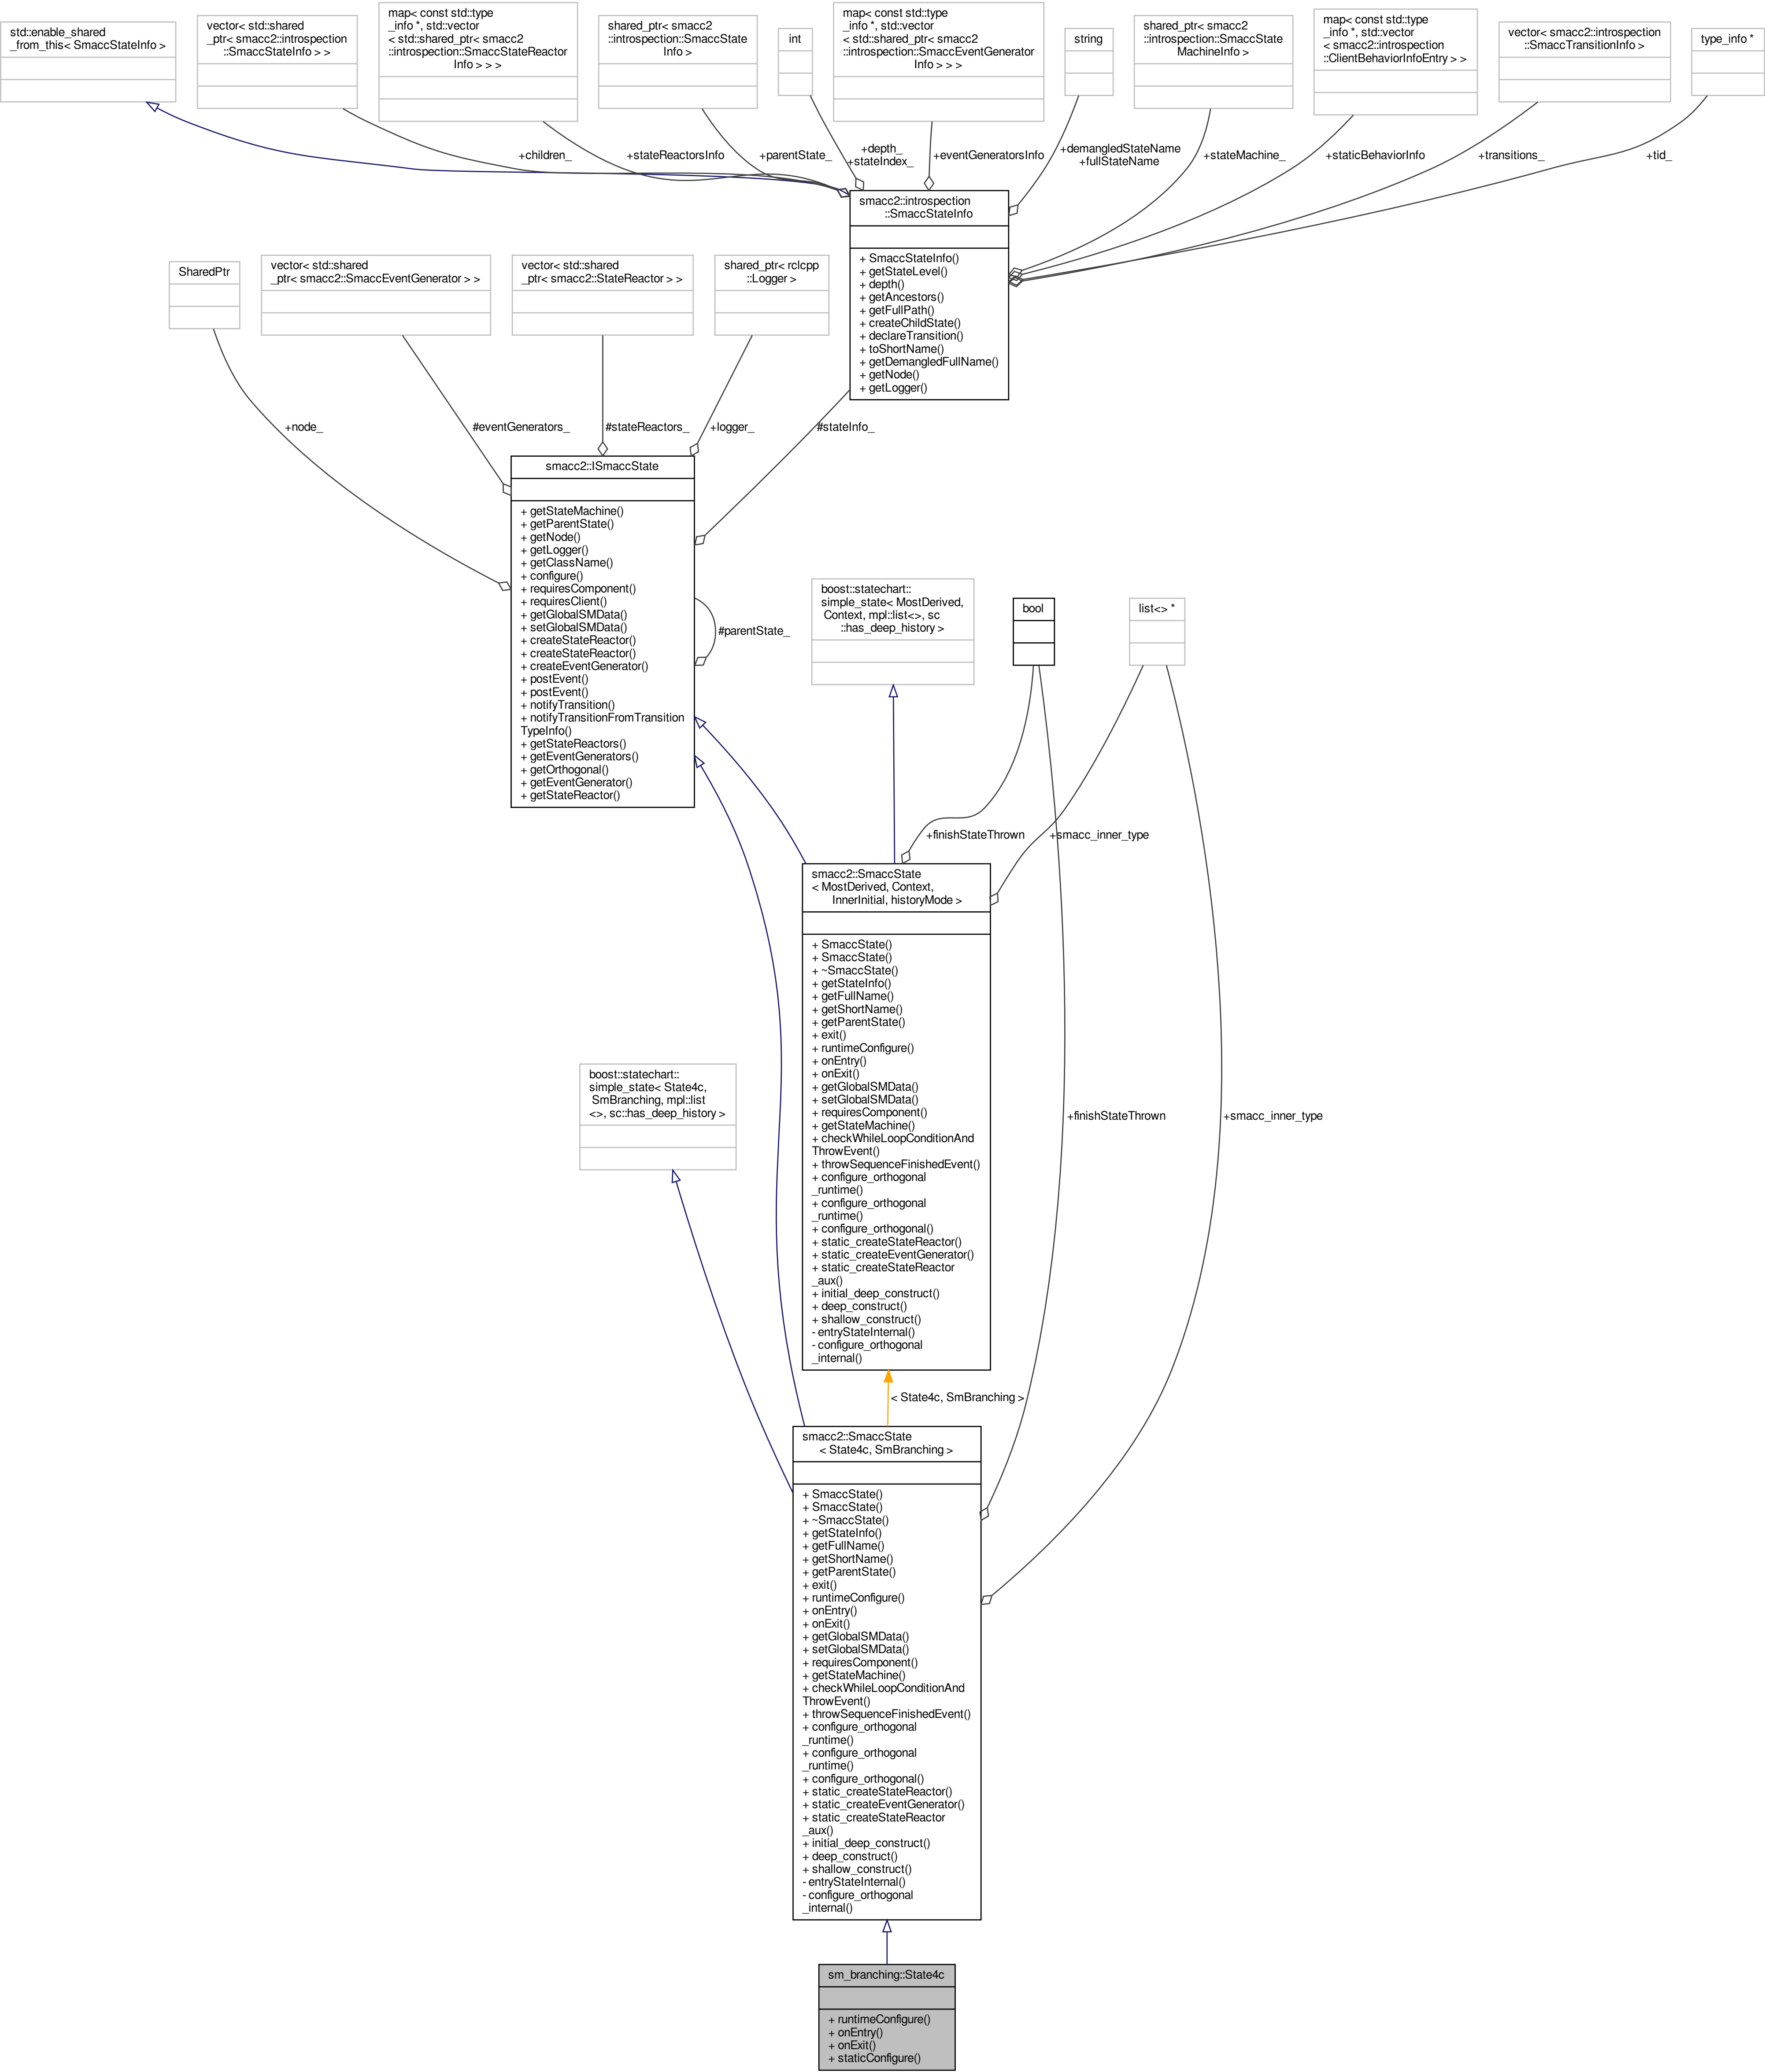 std::enable_shared
_from_this< SmaccStateInfo >
vector< std::shared
_ptr< smacc2::introspection
::SmaccStateInfo > >
map< const std::type
_info *, std::vector
< std::shared_ptr< smacc2
::introspection::SmaccStateReactor
Info > > >
shared_ptr< smacc2
::introspection::SmaccState
Info >
int
map< const std::type
_info *, std::vector
< std::shared_ptr< smacc2
::introspection::SmaccEventGenerator
Info > > >
string
shared_ptr< smacc2
::introspection::SmaccState
MachineInfo >
map< const std::type
_info *, std::vector
< smacc2::introspection
::ClientBehaviorInfoEntry > >
vector< smacc2::introspection
::SmaccTransitionInfo >
type_info *
+children_
+stateReactorsInfo
+parentState_
+depth_
+stateIndex_
+eventGeneratorsInfo
+demangledStateName
+fullStateName
+stateMachine_
+staticBehaviorInfo
+transitions_
+tid_
smacc2::introspection
::SmaccStateInfo
+ SmaccStateInfo()
+ getStateLevel()
+ depth()
+ getAncestors()
+ getFullPath()
+ createChildState()
+ declareTransition()
+ toShortName()
+ getDemangledFullName()
+ getNode()
+ getLogger()
SharedPtr
vector< std::shared
_ptr< smacc2::SmaccEventGenerator > >
vector< std::shared
_ptr< smacc2::StateReactor > >
shared_ptr< rclcpp
::Logger >
+node_
#eventGenerators_
#stateReactors_
+logger_
#stateInfo_
smacc2::ISmaccState
+ getStateMachine()
+ getParentState()
+ getNode()
+ getLogger()
+ getClassName()
+ configure()
+ requiresComponent()
+ requiresClient()
+ getGlobalSMData()
+ setGlobalSMData()
+ createStateReactor()
+ createStateReactor()
+ createEventGenerator()
+ postEvent()
+ postEvent()
+ notifyTransition()
+ notifyTransitionFromTransition
TypeInfo()
+ getStateReactors()
+ getEventGenerators()
+ getOrthogonal()
+ getEventGenerator()
+ getStateReactor()
#parentState_
boost::statechart::
simple_state< MostDerived,
Context, mpl::list<>, sc
::has_deep_history >
bool
list<> *
+finishStateThrown
+smacc_inner_type
smacc2::SmaccState
< MostDerived, Context,
InnerInitial, historyMode >
+ SmaccState()
+ SmaccState()
+ ~SmaccState()
+ getStateInfo()
+ getFullName()
+ getShortName()
+ getParentState()
+ exit()
+ runtimeConfigure()
+ onEntry()
+ onExit()
+ getGlobalSMData()
+ setGlobalSMData()
+ requiresComponent()
+ getStateMachine()
+ checkWhileLoopConditionAnd
ThrowEvent()
+ throwSequenceFinishedEvent()
+ configure_orthogonal
_runtime()
+ configure_orthogonal
_runtime()
+ configure_orthogonal()
+ static_createStateReactor()
+ static_createEventGenerator()
+ static_createStateReactor
_aux()
+ initial_deep_construct()
+ deep_construct()
+ shallow_construct()
- entryStateInternal()
- configure_orthogonal
_internal()
boost::statechart::
simple_state< State4c,
SmBranching, mpl::list
<>, sc::has_deep_history >
+finishStateThrown
+smacc_inner_type
< State4c, SmBranching >
smacc2::SmaccState
< State4c, SmBranching >
+ SmaccState()
+ SmaccState()
+ ~SmaccState()
+ getStateInfo()
+ getFullName()
+ getShortName()
+ getParentState()
+ exit()
+ runtimeConfigure()
+ onEntry()
+ onExit()
+ getGlobalSMData()
+ setGlobalSMData()
+ requiresComponent()
+ getStateMachine()
+ checkWhileLoopConditionAnd
ThrowEvent()
+ throwSequenceFinishedEvent()
+ configure_orthogonal
_runtime()
+ configure_orthogonal
_runtime()
+ configure_orthogonal()
+ static_createStateReactor()
+ static_createEventGenerator()
+ static_createStateReactor
_aux()
+ initial_deep_construct()
+ deep_construct()
+ shallow_construct()
- entryStateInternal()
- configure_orthogonal
_internal()
sm_branching::State4c
+ runtimeConfigure()
+ onEntry()
+ onExit()
+ staticConfigure()